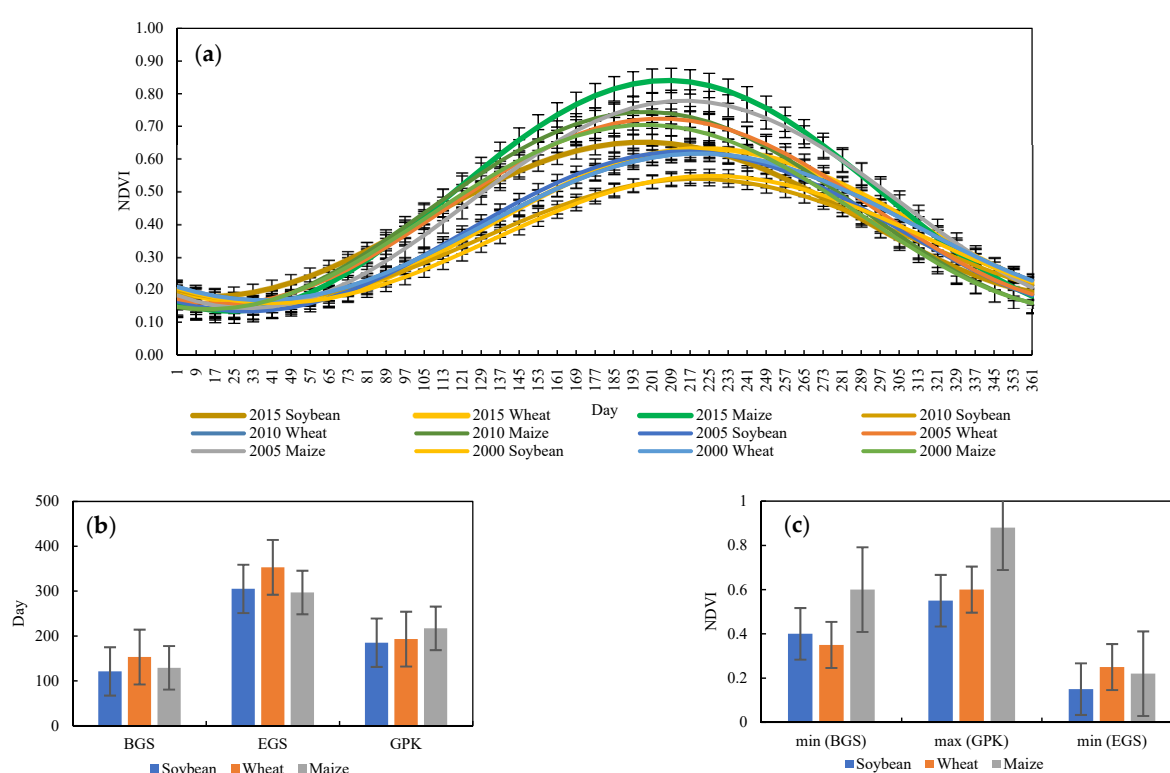 (a)
NDVI
1.00
0.90
0.80
0.70
0.60
0.50
0.40
0.30
0.20
0.10
0.00
1 9 17 25 33 41 49 57 65 73 81 89 97 105 113 121 129 137 145 153 161 169 177 185 193 201 209 217 225 233 241 249 257 265 273 281 289 297 305 313 321 329 337 345 353 361
Day
2015 Soybean 2015 Wheat 2015 Maize 2010 Soybean
2010 Wheat 2010 Maize 2005 Soybean 2005 Wheat
2005 Maize 2000 Soybean 2000 Wheat 2000 Maize
(b)
Day
500
400
300
200
100
0
BGS EGS GPK
Soybean Wheat Maize
(c)
NDVI
1
0.8
0.6
0.4
0.2
0
min (BGS) max (GPK) min (EGS)
Soybean Wheat Maize